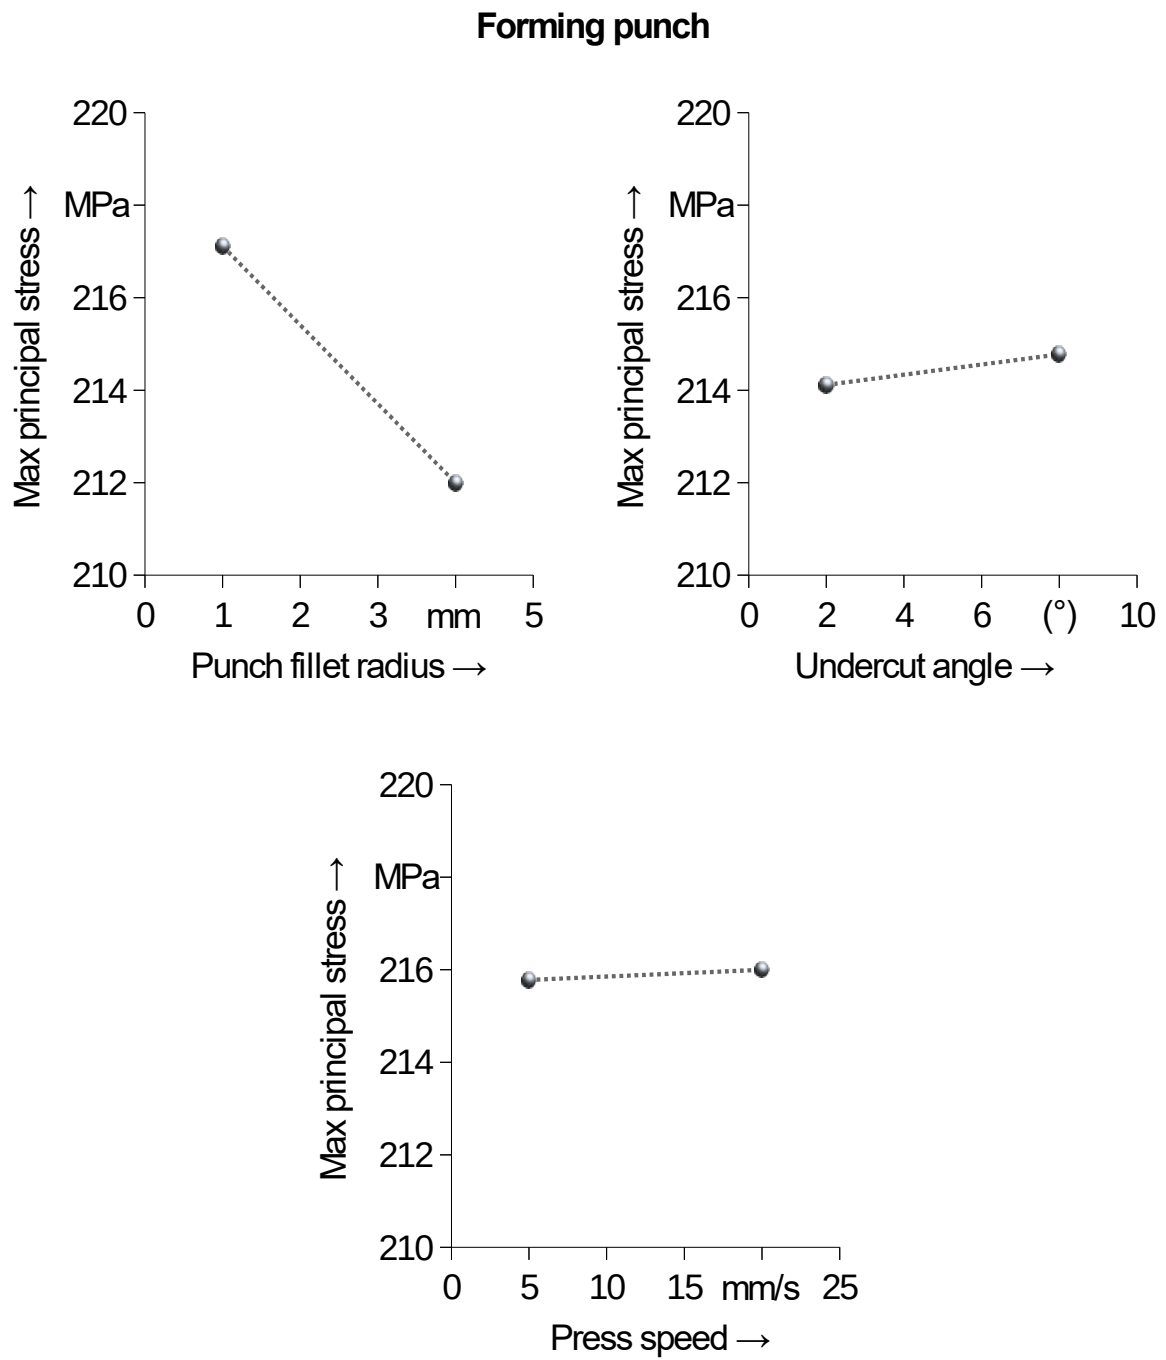 Forming punch
220
MPa
216
214
212
210
Max principal stress →
0 1 2 3 mm 5
Punch fillet radius →
220
MPa
216
214
212
210
Max principal stress →
0 2 4 6 (°) 10
Undercut angle →
220
MPa
216
214
212
210
Max principal stress →
0 5 10 15 mm/s 25
Press speed →